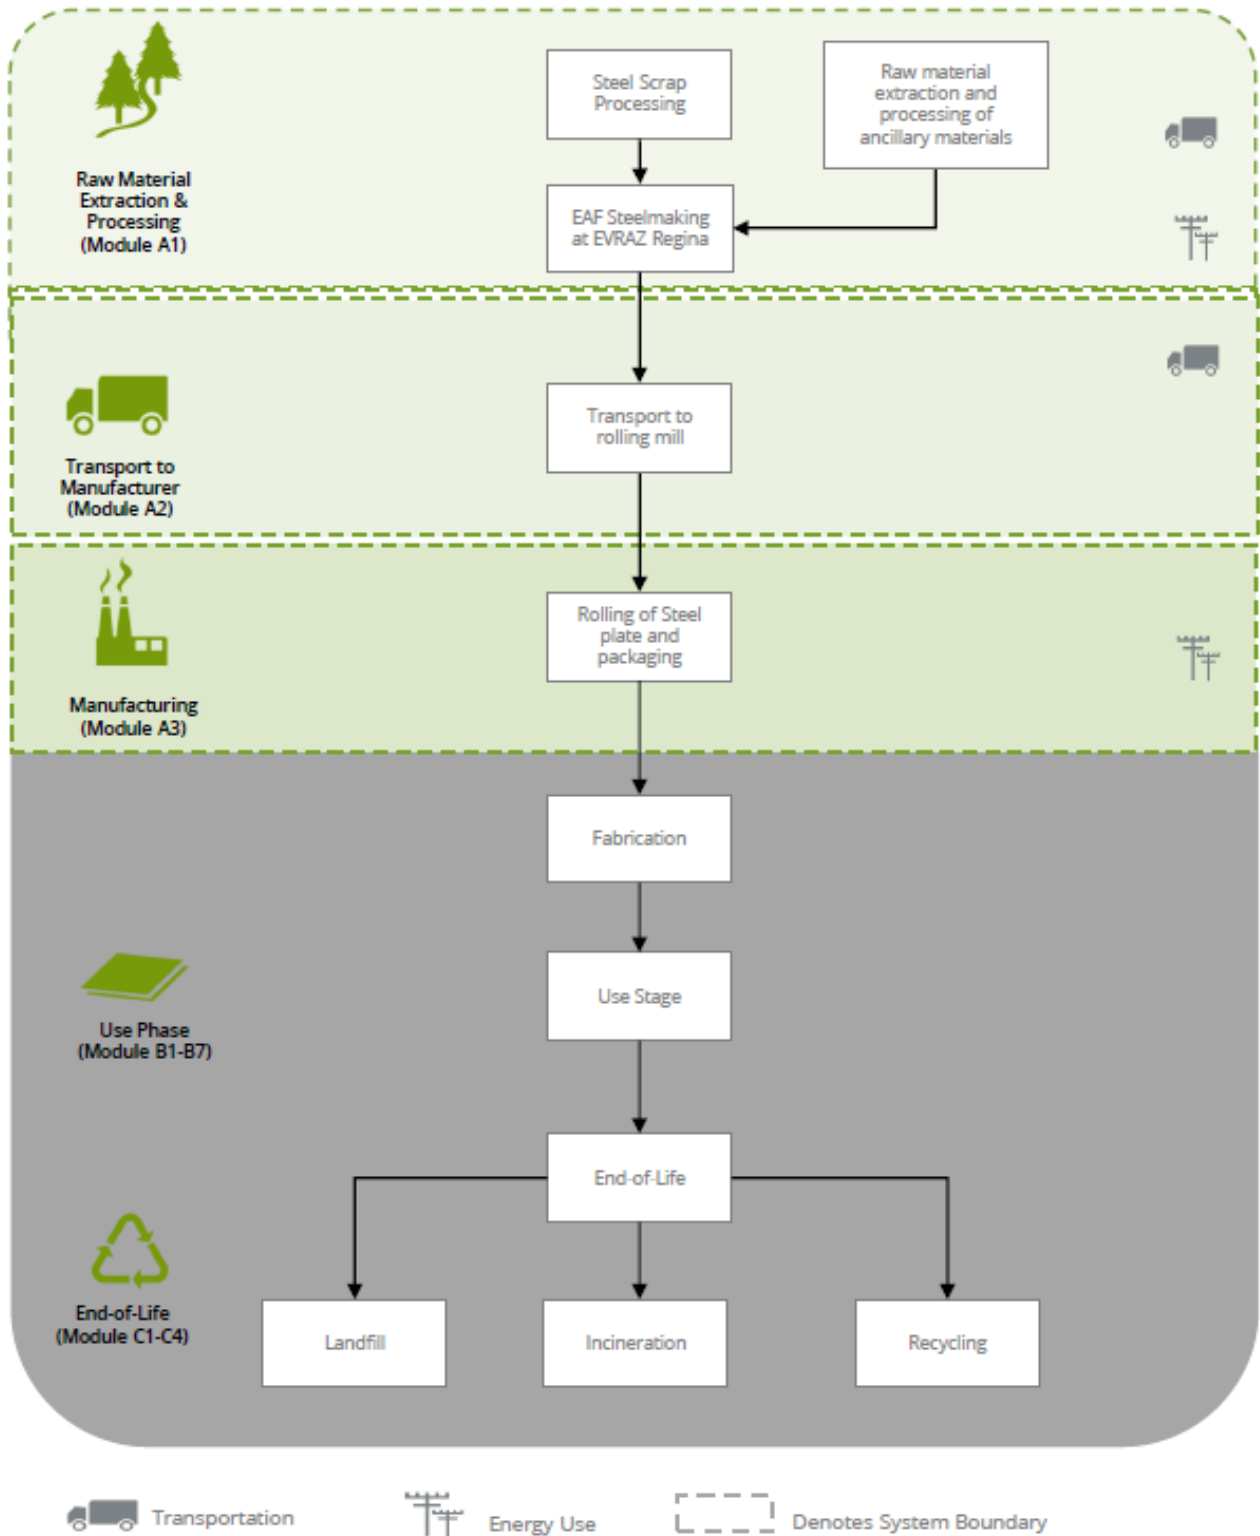 Steel Scrap
Processing
Raw material
extraction and
processing of
ancillary materials
Raw Material
Extraction &
Processing
(Module A1)
EAF Steelmaking
at EVRAZ Regina
Transport to
rolling mill
Transport to
Manufacturer
(Module A2)
Rolling of Steel
plate and
packaging
Manufacturing
(Module A3)
Fabrication
Use Stage
Use Phase
(Module B1-B7)
End-of-Life
End-of-Life
(Module C1-C4)
Landfill
Incineration
Recycling
Transportation
Energy Use
Denotes System Boundary